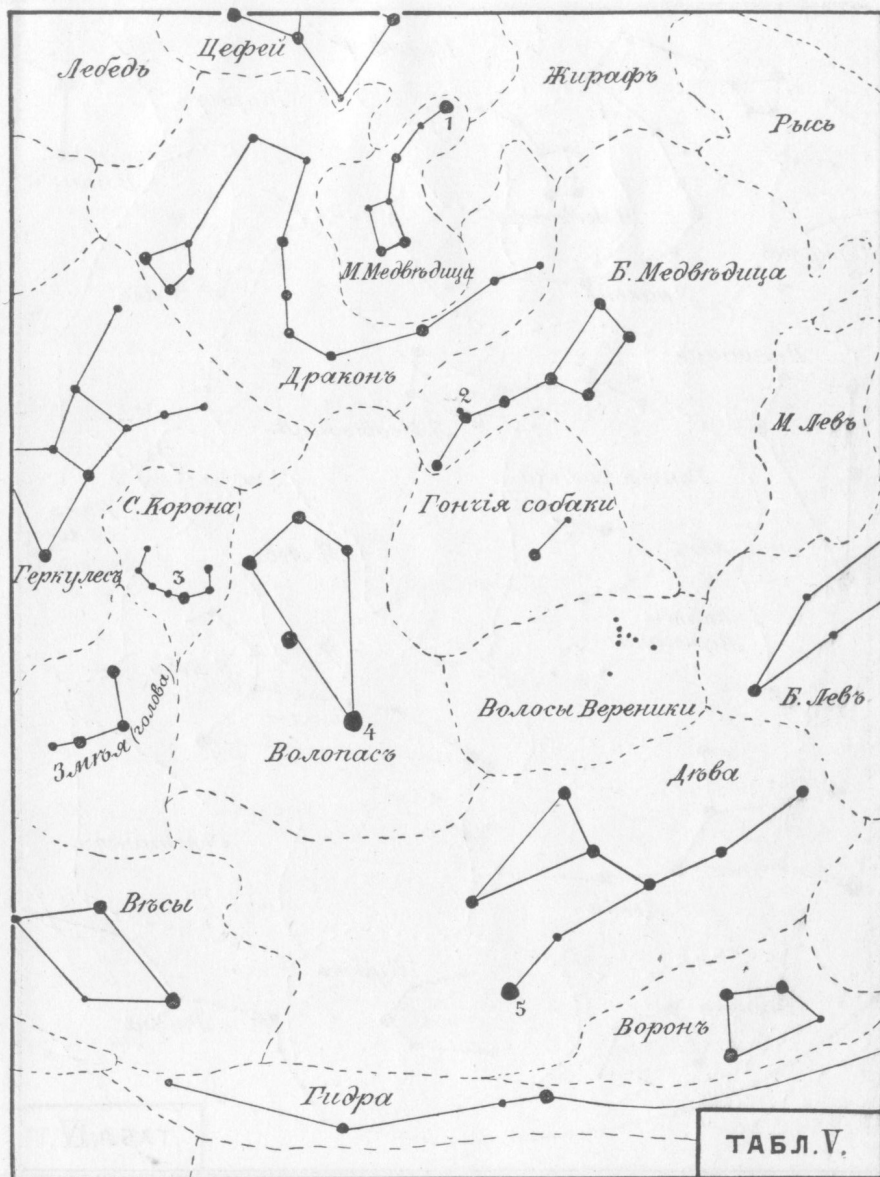 Цефей
Лебедь
Жирафъ
Рысь
1
М.Медвѣдица
Б. Медвѣдица
Драконъ
2
М. Левъ
С. Корона
Гончія собаки
Геркулесъ
3
Змѣя (голова)
Волосы Вереники
Б. Левъ
4
Волопасъ
Дѣва
Вѣсы
5
Воронъ
Гидра
ТАБЛ. V.